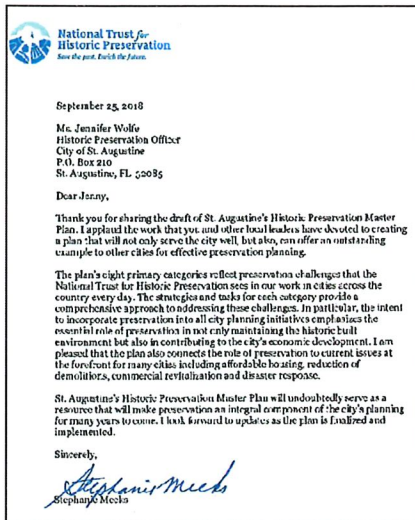 National Trust for
Historic Preservation
Save the past. Enrich the future.
September 25, 2018
Ms. Jennifer Wolfe
Historic Preservation Officer
City of St. Augustine
P.O. Box 210
St. Augustine, FL 32085
Dear Jenny,
Thank you for sharing the draft of St. Augustine's Historic Preservation Master
Plan. I applaud the work that you and other local leaders have devoted to creating
a plan that will not only serve the city well, but also, can offer an outstanding
example to other cities for effective preservation planning.
The plan's eight primary categories reflect preservation challenges that the
National Trust for Historic Preservation sees in our work in cities across the
country every day. The strategies and tasks for each category provide a
comprehensive approach to addressing these challenges. In particular, the intent
to incorporate preservation into all city planning initiatives emphasizes the
essential role of preservation in not only maintaining the historic built
environment but also in contributing to the city's economic development. I am
pleased that the plan also connects the role of preservation to current issues at
the forefront for many cities including affordable housing, reduction of
demolitions, commercial revitalization and disaster response.
St. Augustine's Historic Preservation Master Plan will undoubtedly serve as a
resource that will make preservation an integral component of the city's planning
for many years to come. I look forward to updates as the plan is finalized and
implemented.
Sincerely,
Stephanie Meeks
Stephanie Meeks